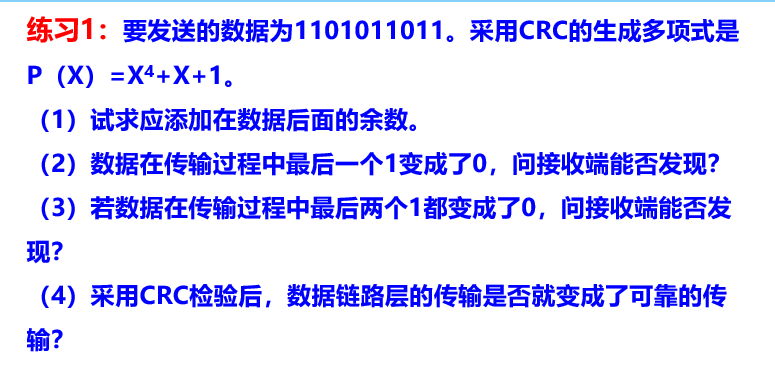 练习1：要发送的数据为1101011011。采用CRC的生成多项式是
P（X）=X⁴+X+1。
（1）试求应添加在数据后面的余数。
（2）数据在传输过程中最后一个1变成了0，问接收端能否发现？
（3）若数据在传输过程中最后两个1都变成了0，问接收端能否发
现？
（4）采用CRC检验后，数据链路层的传输是否就变成了可靠的传
输？